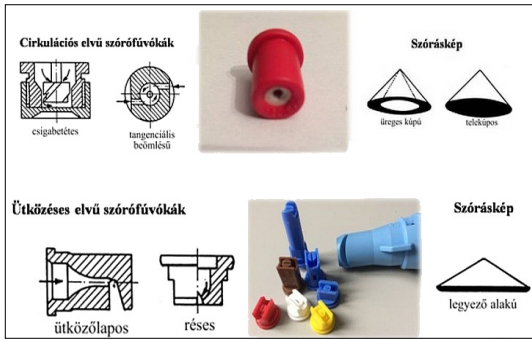 Cirkulációs elvű szórófúvókák
Szóráskép
csigabetétes
tangenciális
beömlésű
üreges kúpú
telekúpos
Ütközéses elvű szórófúvókák
Szóráskép
ütközőlapos
réses
legyező alakú